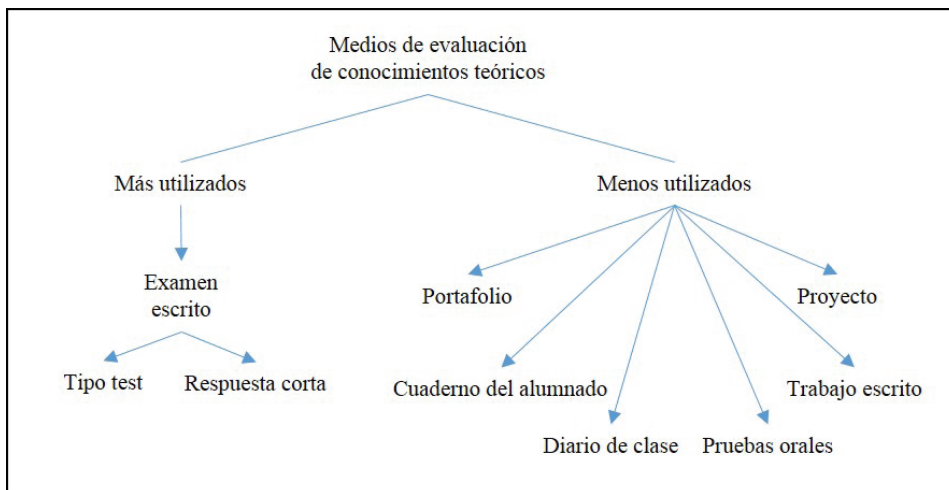 Medios de evaluación
de conocimientos teóricos
Más utilizados
Menos utilizados
Examen
escrito
Portafolio
Proyecto
Tipo test
Respuesta corta
Cuaderno del alumnado
Trabajo escrito
Diario de clase
Pruebas orales